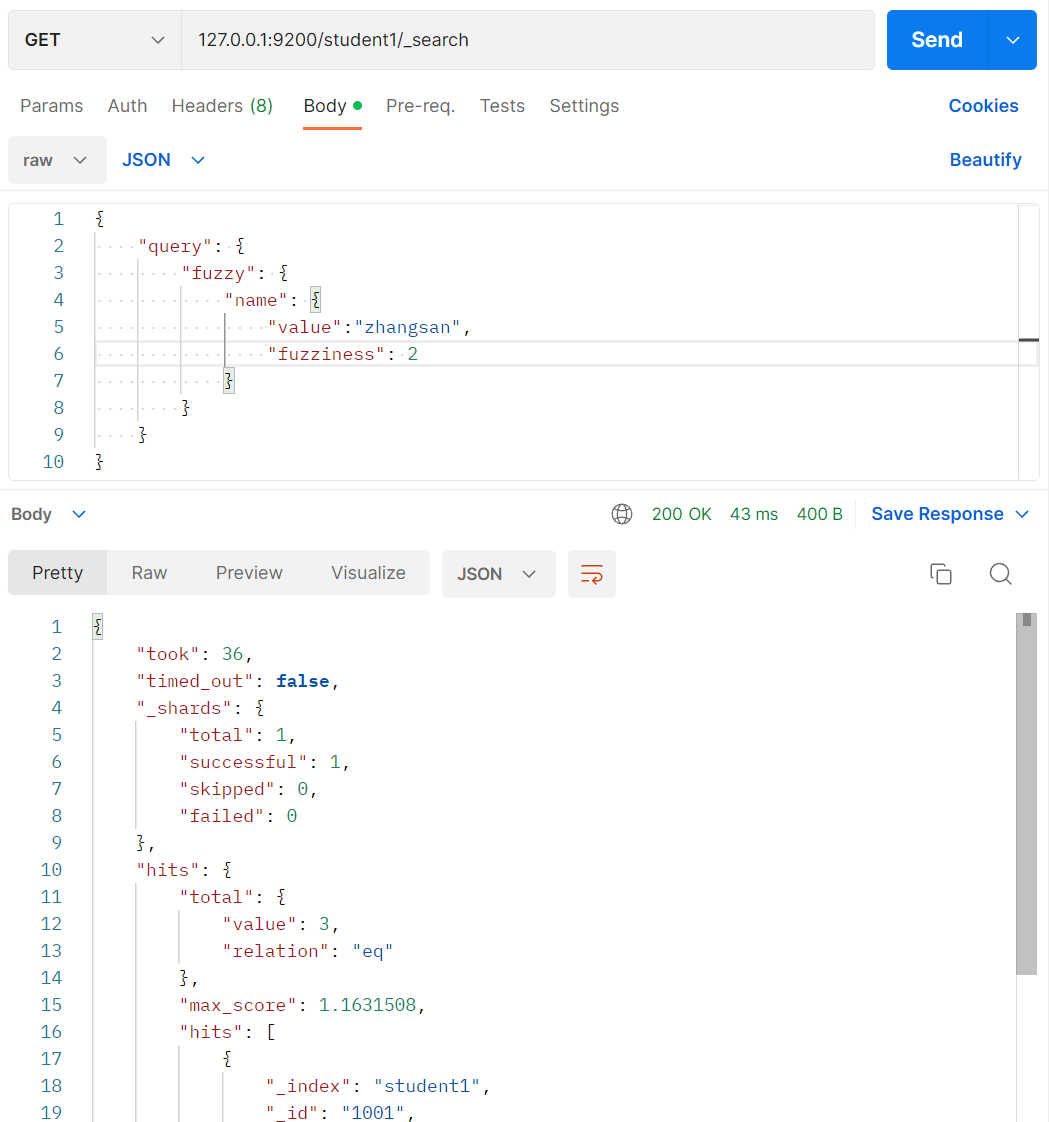 GET 127.0.0.1:9200/student1/_search Send
Params Auth Headers (8) Body Pre-req. Tests Settings Cookies
raw JSON Beautify
1 {
2 "query": {
3 "fuzzy": {
4 "name": {
5 "value":"zhangsan",
6 "fuzziness": 2
7 }
8 }
9 }
10 }
Body 200 OK 43 ms 400 B Save Response
Pretty Raw Preview Visualize JSON
1 {
2 "took": 36,
3 "timed_out": false,
4 "_shards": {
5 "total": 1,
6 "successful": 1,
7 "skipped": 0,
8 "failed": 0
9 },
10 "hits": {
11 "total": {
12 "value": 3,
13 "relation": "eq"
14 },
15 "max_score": 1.1631508,
16 "hits": [
17 {
18 "_index": "student1",
19 "_id": "1001",